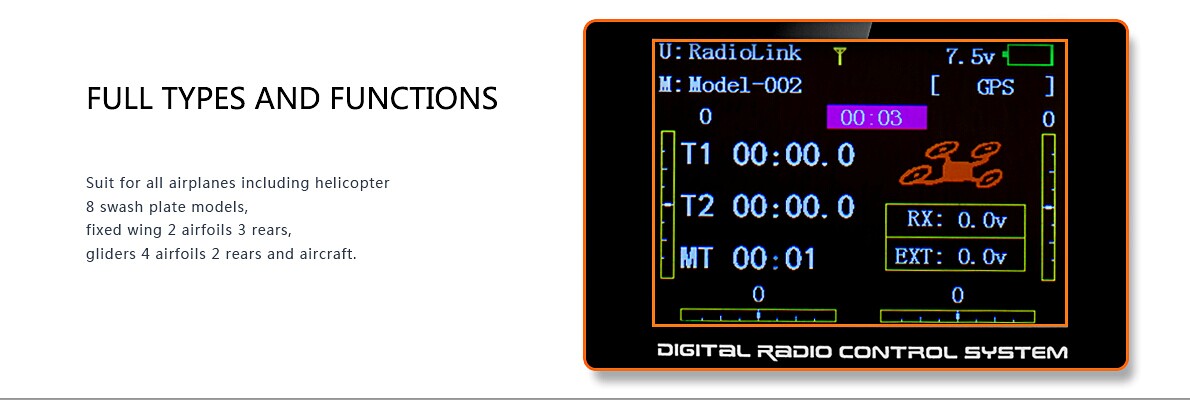 FULL TYPES AND FUNCTIONS
Suit for all airplanes including helicopter
8 swash plate models,
fixed wing 2 airfoils 3 rears,
gliders 4 airfoils 2 rears and aircraft.
U:RadioLink 7.5v
M:Model-002 [ GPS ]
0 00:03 0
T1 00:00.0
T2 00:00.0
RX: 0.0v
MT 00:01
EXT: 0.0v
0 0
DIGITAL RADIO CONTROL SYSTEM